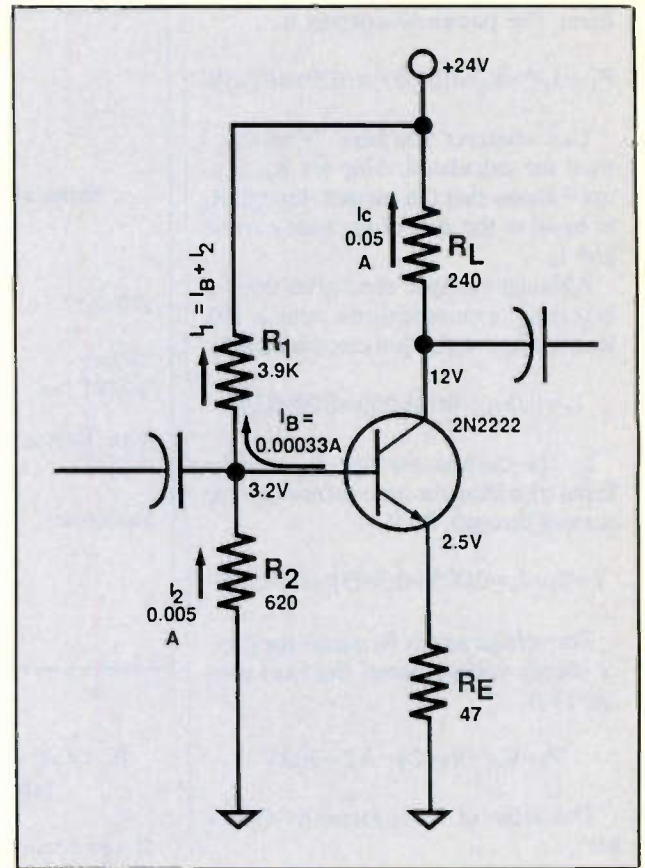 +24V
Ic
0.05
A
RL
240
I1 = IB + I2
R1
3.9K
12V
2N2222
IB =
0.00033A
3.2V
2.5V
I2
0.005
A
R2
620
RE
47